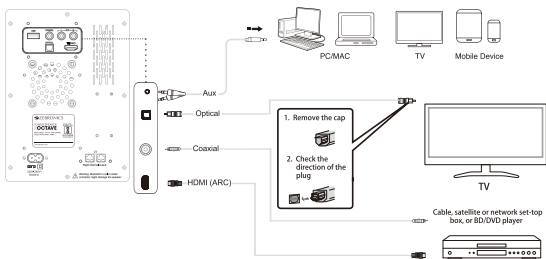 PC/MAC
TV
Mobile Device
Aux
Optical
Coaxial
HDMI (ARC)
1. Remove the cap
2. Check the
direction of the
plug
TV
Cable, satellite or network set-top
box, or BD/DVD player
ZEBRONICS
OCTAVE